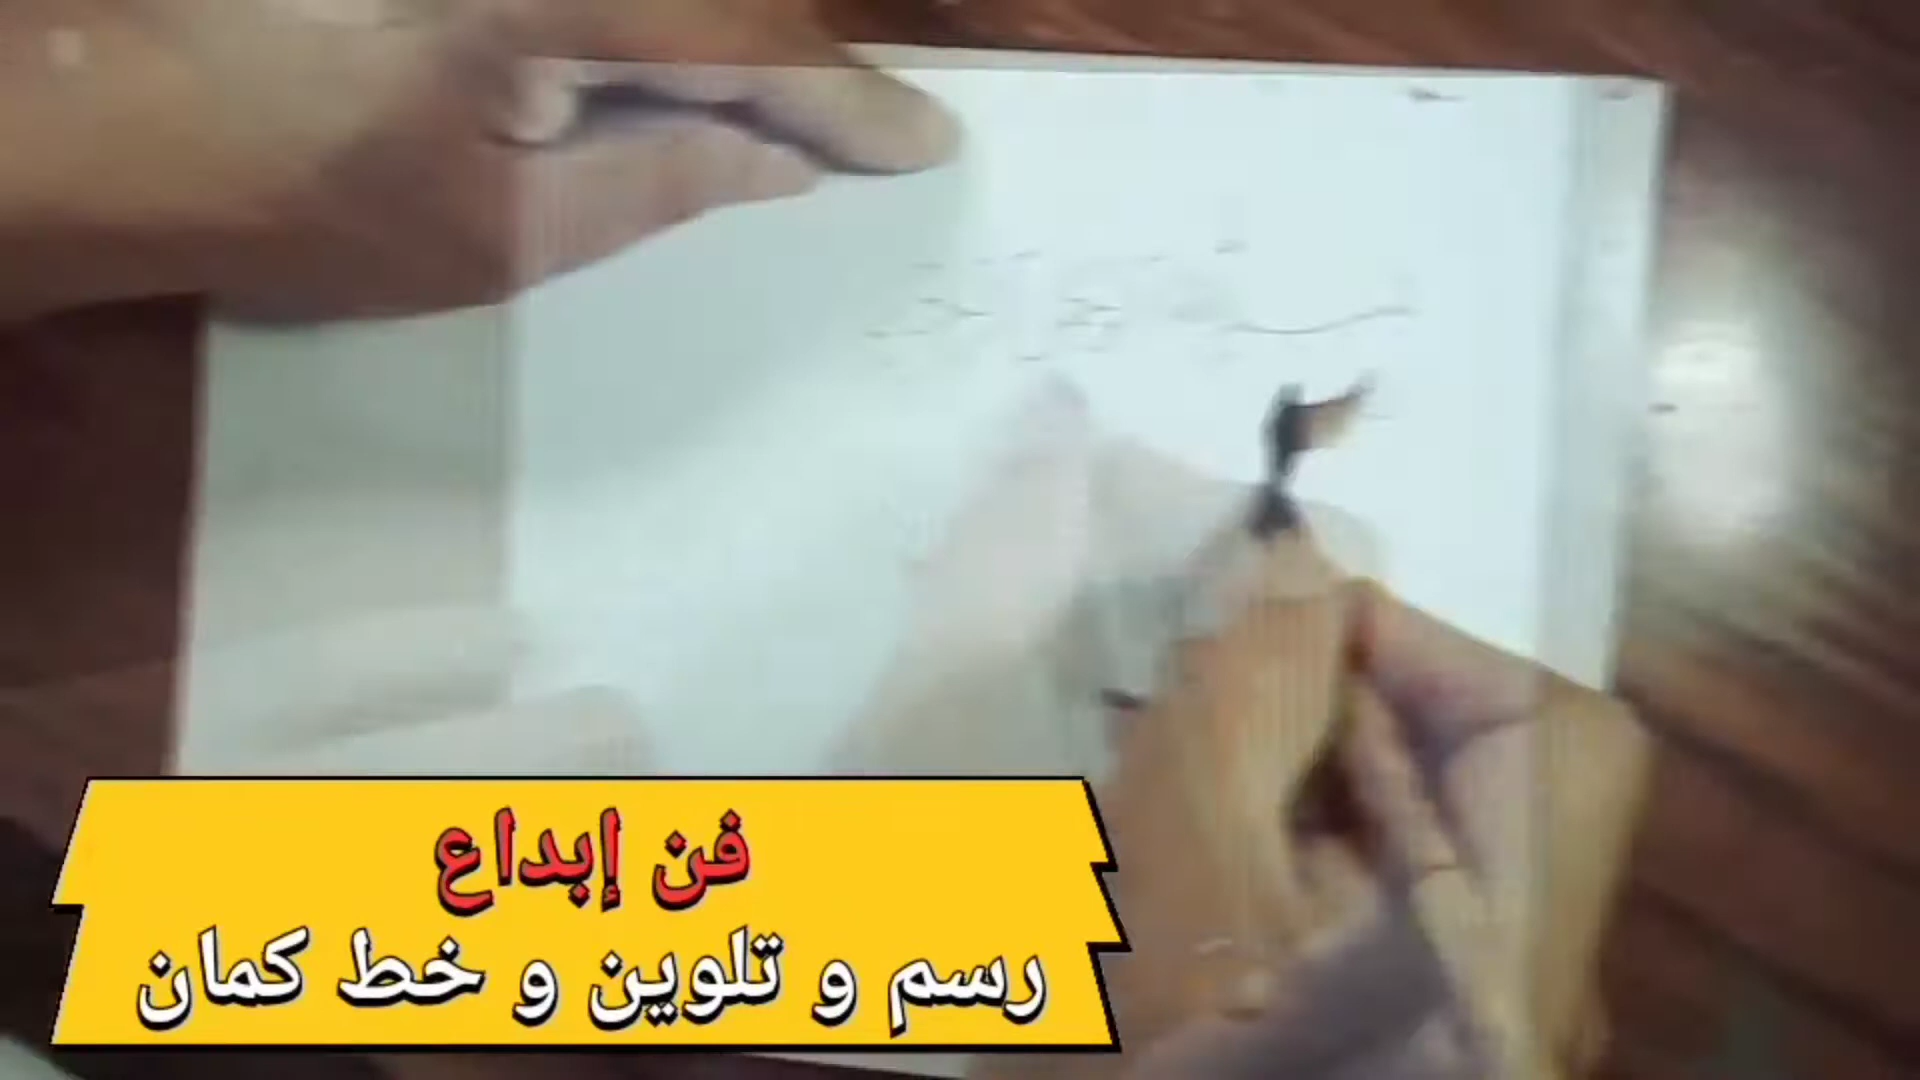 فن إبداع
رسم و تلوين و خط كمان